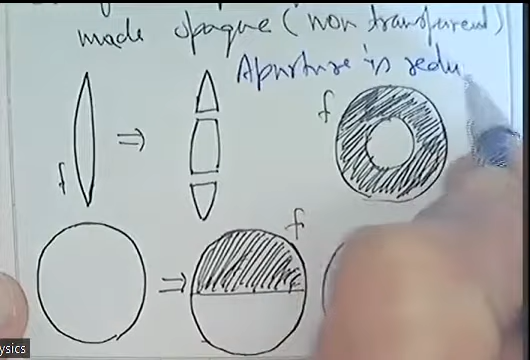 made opaque (non transparent)
Aperture is redu
f
f
⇒
f
⇒
ysics